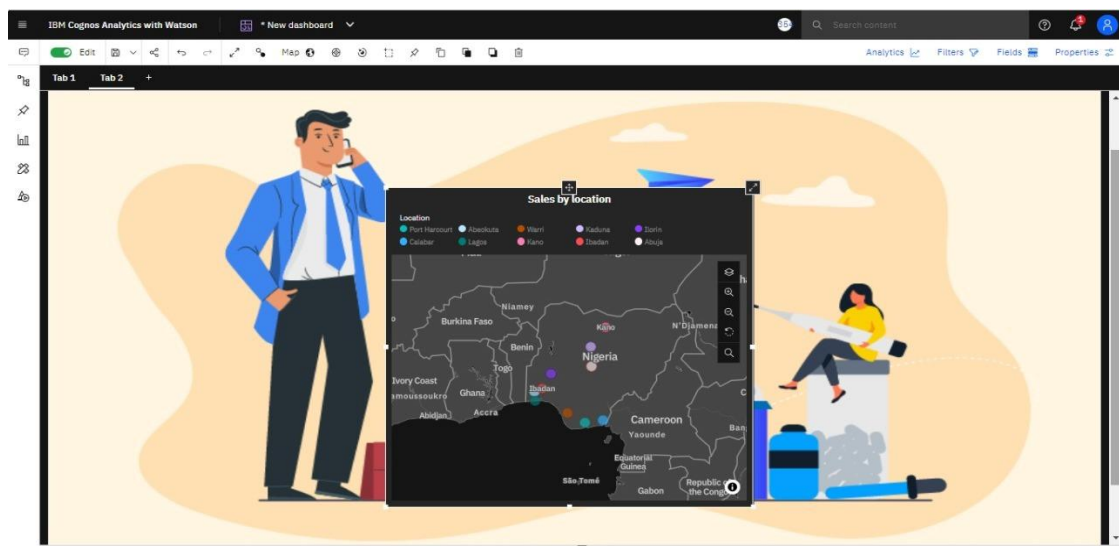 IBM Cognos Analytics with Watson
* New dashboard
Search content
1
Edit
Map
Analytics
Filters
Fields
Properties
Tab 1
Tab 2
+
Sales by location
Location
Port Harcourt
Abeokuta
Warri
Kaduna
Ilorin
Calabar
Lagos
Kano
Ibadan
Abuja
Niamey
Burkina Faso
Kano
N'Djamena
Benin
Nigeria
Togo
Ivory Coast
Ibadan
Ghana
amoussoukro
Abidjan
Accra
Cameroon
Ban
Yaounde
Equatorial
Guinea
São Tomé
Gabon
Republic o
the Congo